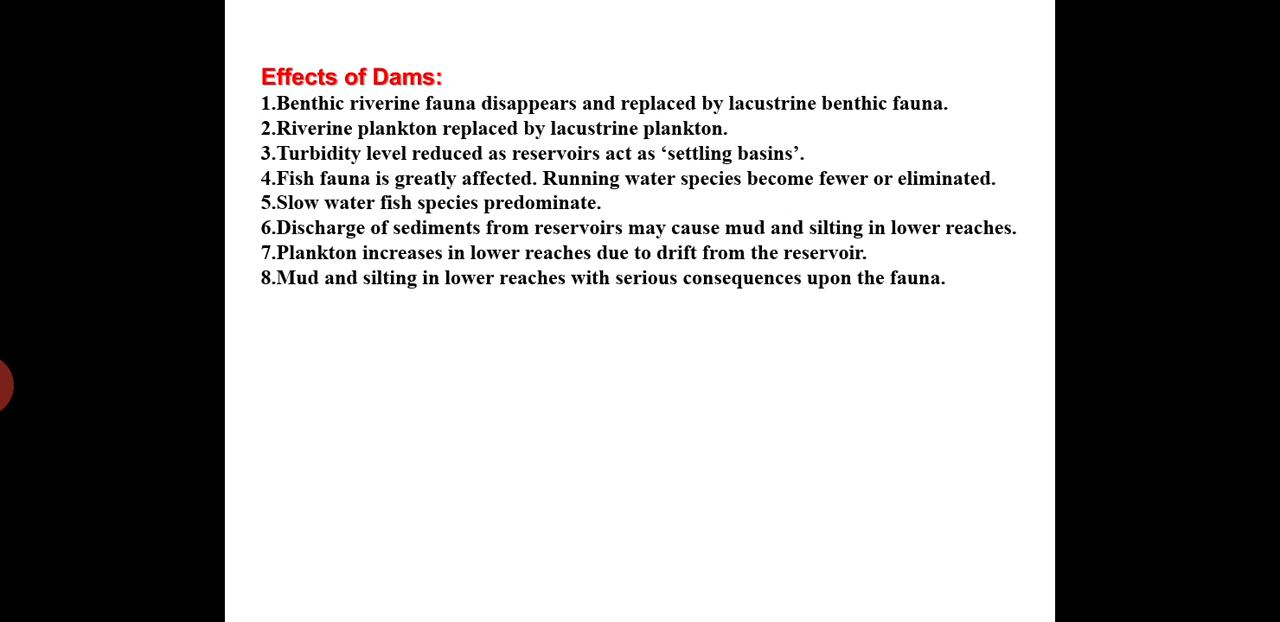 Effects of Dams:
1.Benthic riverine fauna disappears and replaced by lacustrine benthic fauna.
2.Riverine plankton replaced by lacustrine plankton.
3.Turbidity level reduced as reservoirs act as ‘settling basins’.
4.Fish fauna is greatly affected. Running water species become fewer or eliminated.
5.Slow water fish species predominate.
6.Discharge of sediments from reservoirs may cause mud and silting in lower reaches.
7.Plankton increases in lower reaches due to drift from the reservoir.
8.Mud and silting in lower reaches with serious consequences upon the fauna.